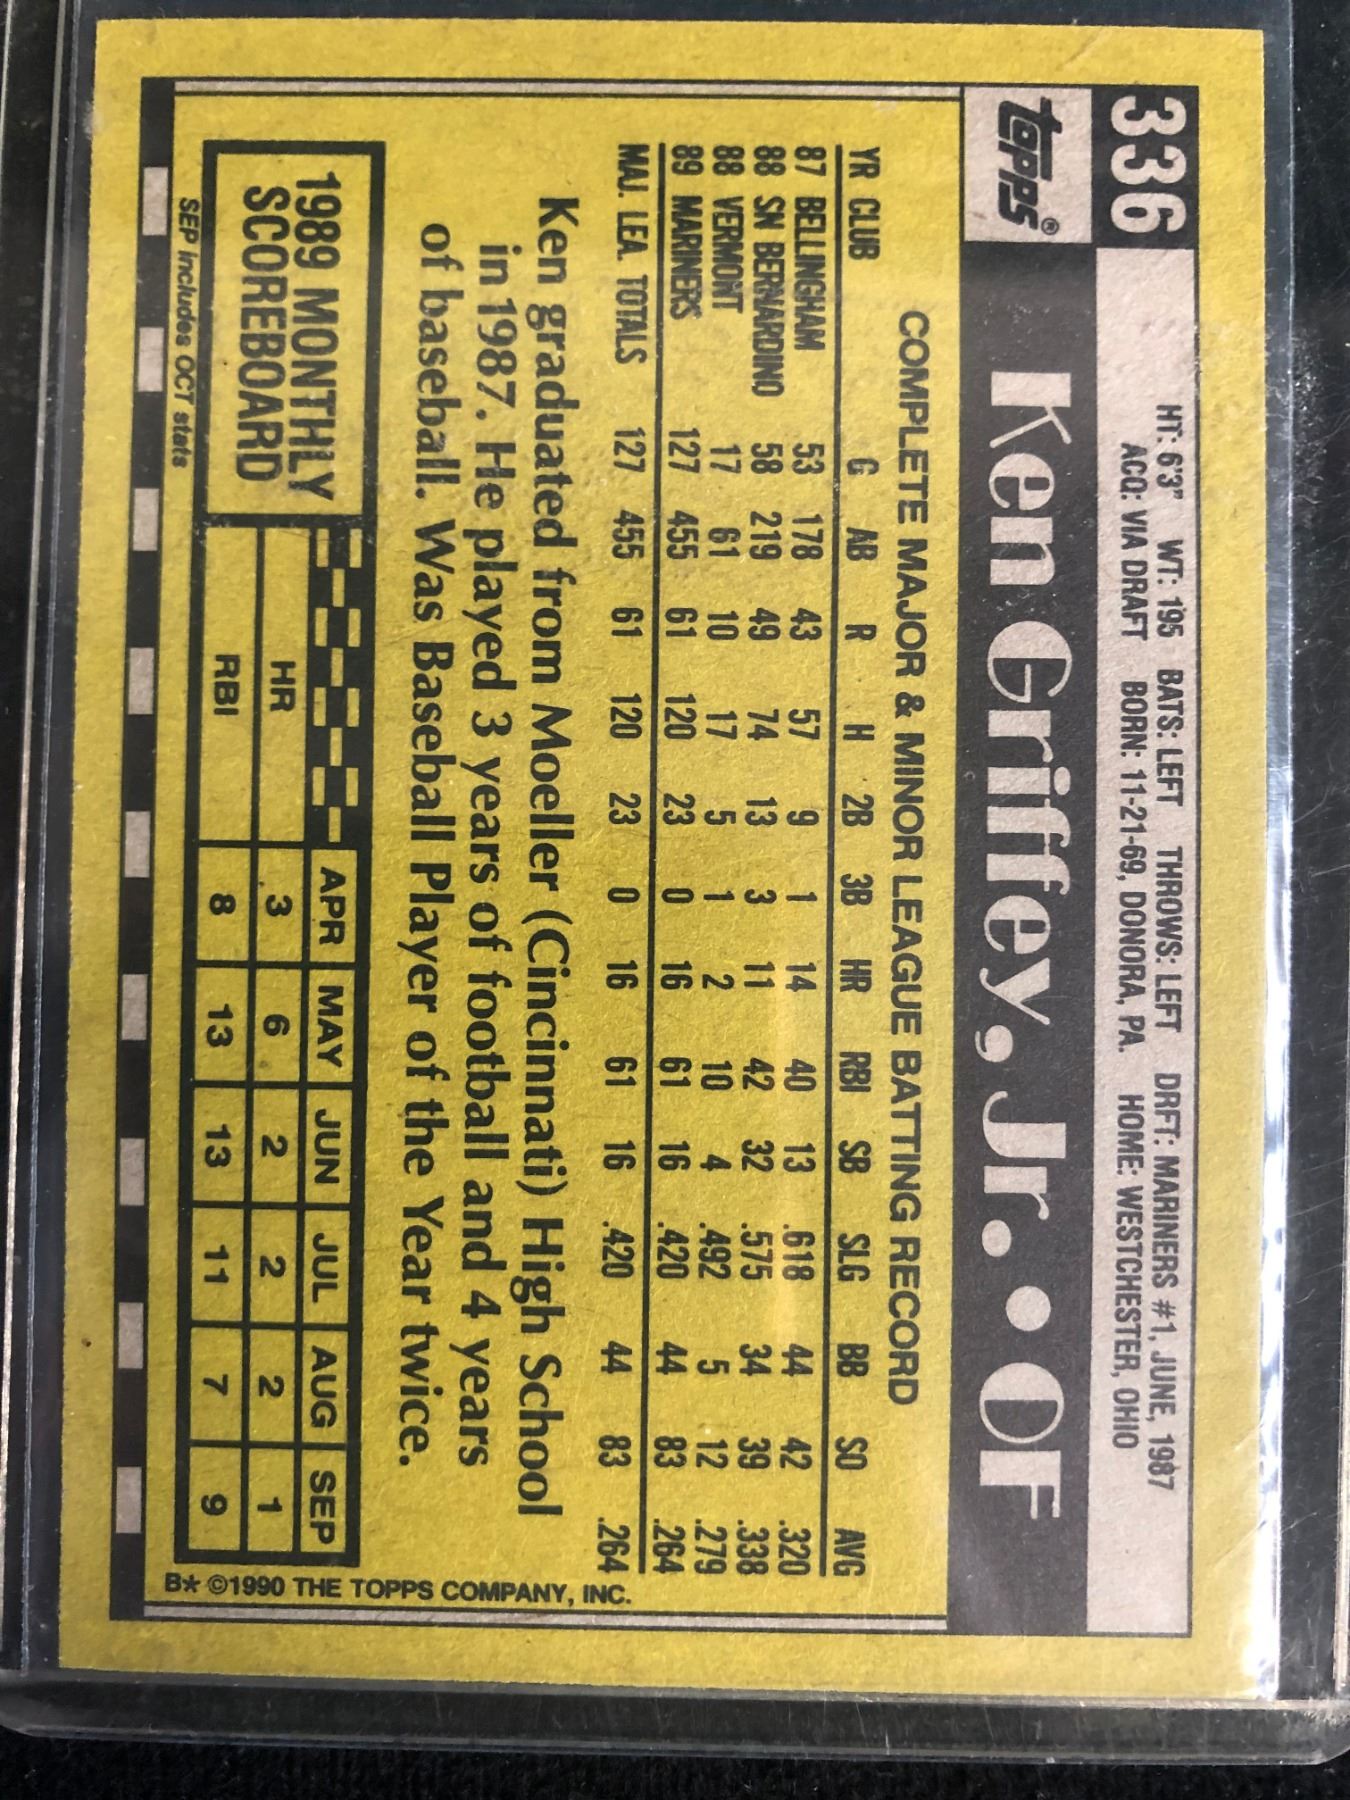 336
HT: 6'3" WT: 195 BATS: LEFT THROWS: LEFT DRFT: MARINERS #1, JUNE, 1987
ACQ: VIA DRAFT BORN: 11-21-69, DONORA, PA. HOME: WESTCHESTER, OHIO
TOPPS®
Ken Griffey, Jr. • OF
COMPLETE MAJOR & MINOR LEAGUE BATTING RECORD
YR CLUB G AB R H 2B 3B HR RBI SB SLG BB SO AVG
87 BELLINGHAM 53 178 43 57 9 1 14 40 13 .618 44 42 .320
88 SN BERNARDINO 58 219 49 74 13 3 11 42 32 .575 34 39 .338
88 VERMONT 17 61 10 17 5 1 2 10 4 .492 5 12 .279
89 MARINERS 127 455 61 120 23 0 16 61 16 .420 44 83 .264
MAJ. LEA. TOTALS 127 455 61 120 23 0 16 61 16 .420 44 83 .264
Ken graduated from Moeller (Cincinnati) High School
in 1987. He played 3 years of football and 4 years
of baseball. Was Baseball Player of the Year twice.
1989 MONTHLY
SCOREBOARD
APR MAY JUN JUL AUG SEP
HR 3 6 2 2 2 1
RBI 8 13 13 11 7 9
SEP includes OCT stats
B* ©1990 THE TOPPS COMPANY, INC.